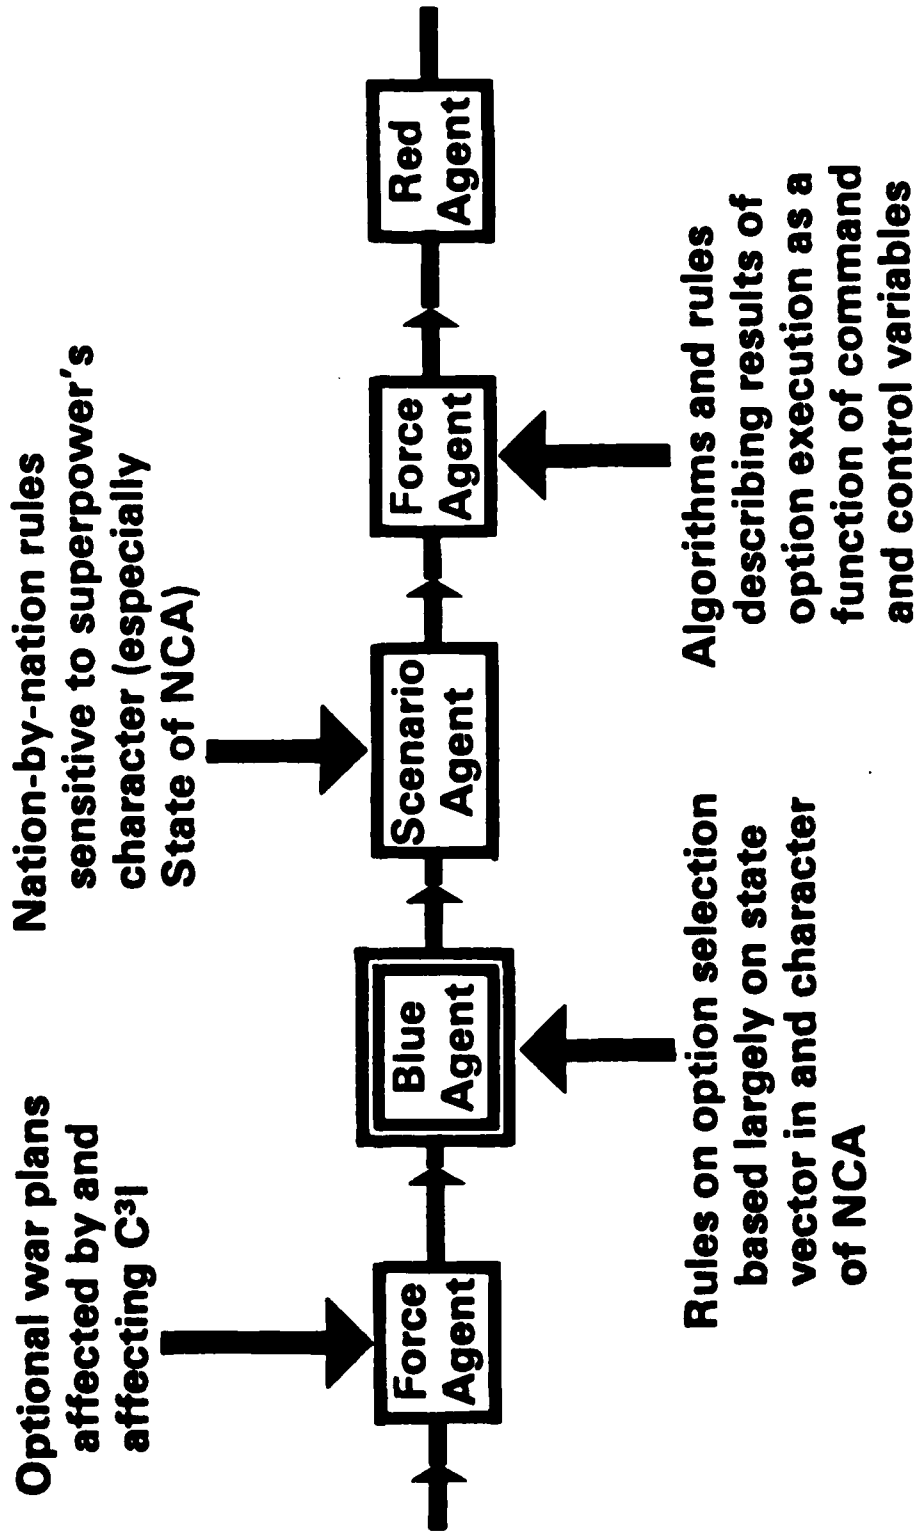 Optional war plans
affected by and
affecting C³I
Nation-by-nation rules
sensitive to superpower's
character (especially
State of NCA)
Force
Agent
Blue
Agent
Scenario
Agent
Force
Agent
Red
Agent
Rules on option selection
based largely on state
vector in and character
of NCA
Algorithms and rules
describing results of
option execution as a
function of command
and control variables